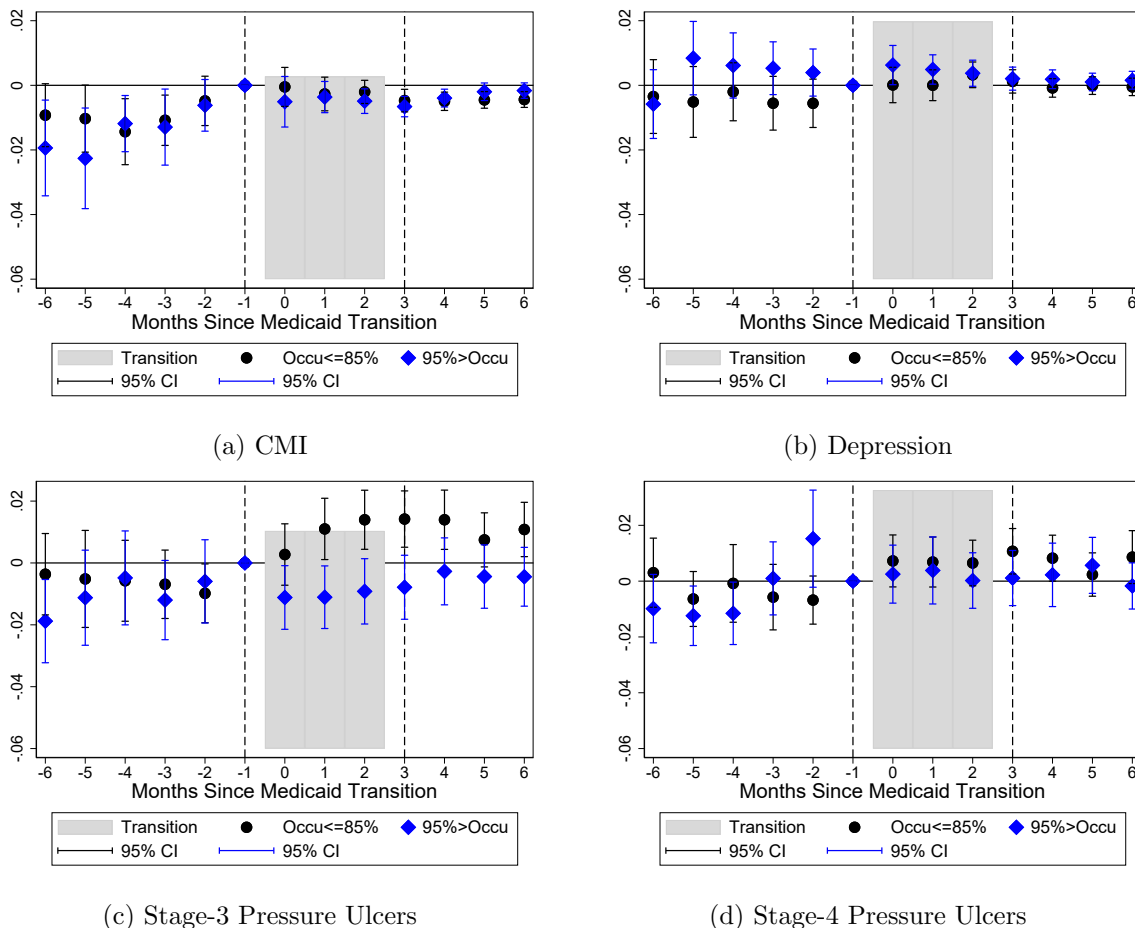 .02
0
-.02
-.04
-.06
-6 -5 -4 -3 -2 -1 0 1 2 3 4 5 6
Months Since Medicaid Transition
Transition Occu<=85% 95%>Occu
95% CI 95% CI
(a) CMI
.02
0
-.02
-.04
-.06
-6 -5 -4 -3 -2 -1 0 1 2 3 4 5 6
Months Since Medicaid Transition
Transition Occu<=85% 95%>Occu
95% CI 95% CI
(b) Depression
.02
0
-.02
-.04
-.06
-6 -5 -4 -3 -2 -1 0 1 2 3 4 5 6
Months Since Medicaid Transition
Transition Occu<=85% 95%>Occu
95% CI 95% CI
(c) Stage-3 Pressure Ulcers
.02
0
-.02
-.04
-.06
-6 -5 -4 -3 -2 -1 0 1 2 3 4 5 6
Months Since Medicaid Transition
Transition Occu<=85% 95%>Occu
95% CI 95% CI
(d) Stage-4 Pressure Ulcers